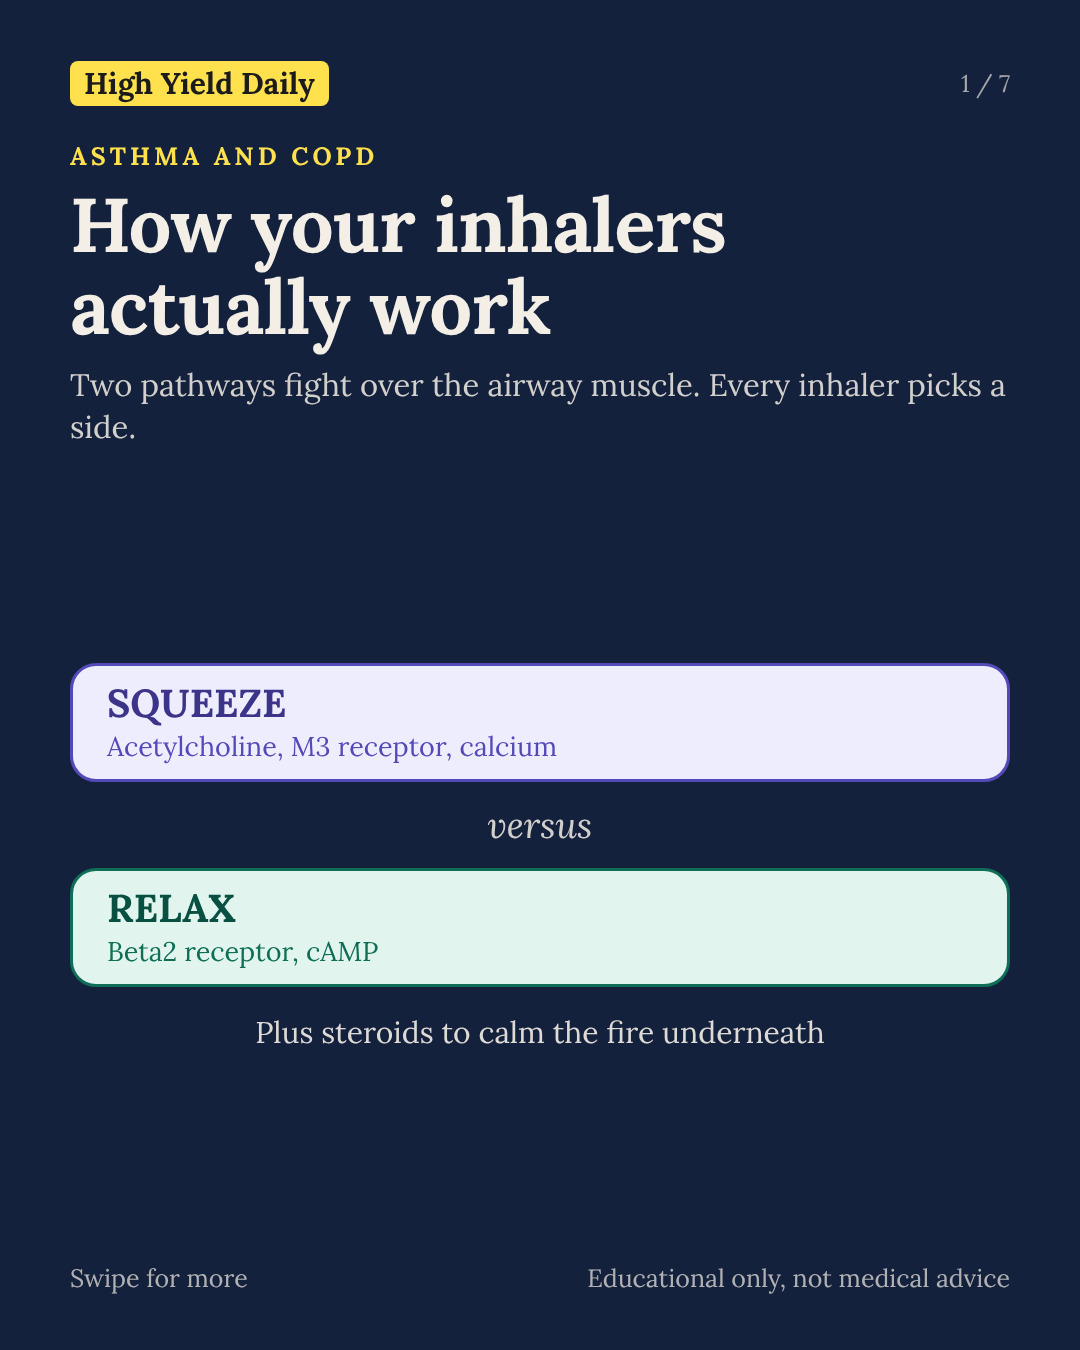 High Yield Daily
1 / 7
ASTHMA AND COPD
How your inhalers
actually work
Two pathways fight over the airway muscle. Every inhaler picks a
side.
SQUEEZE
Acetylcholine, M3 receptor, calcium
versus
RELAX
Beta2 receptor, cAMP
Plus steroids to calm the fire underneath
Swipe for more
Educational only, not medical advice